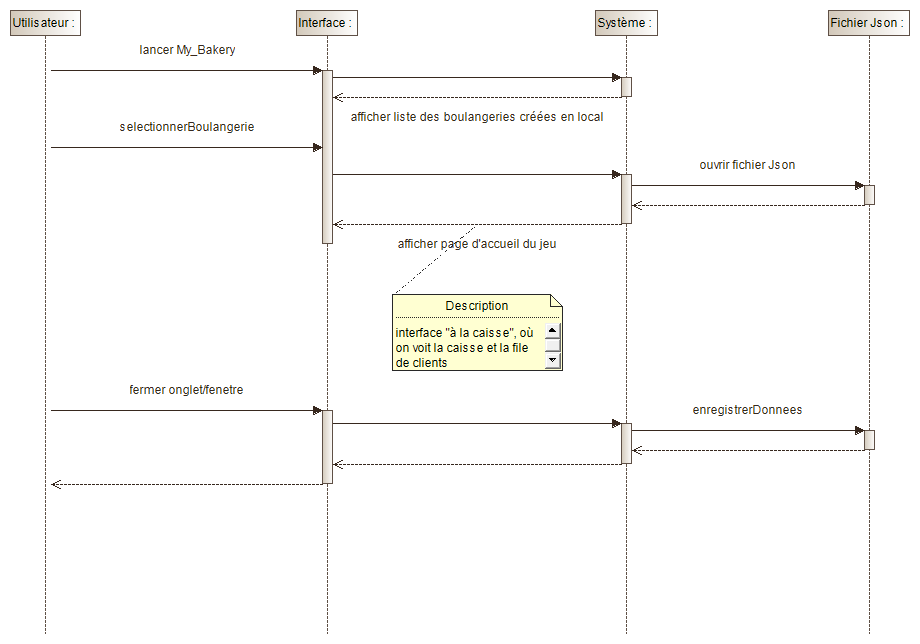 Utilisateur :
Interface :
Système :
Fichier Json :
lancer My_Bakery
afficher liste des boulangeries créées en local
selectionnerBoulangerie
ouvrir fichier Json
afficher page d'accueil du jeu
Description
interface "à la caisse", où
on voit la caisse et la file
de clients
fermer onglet/fenetre
enregistrerDonnees